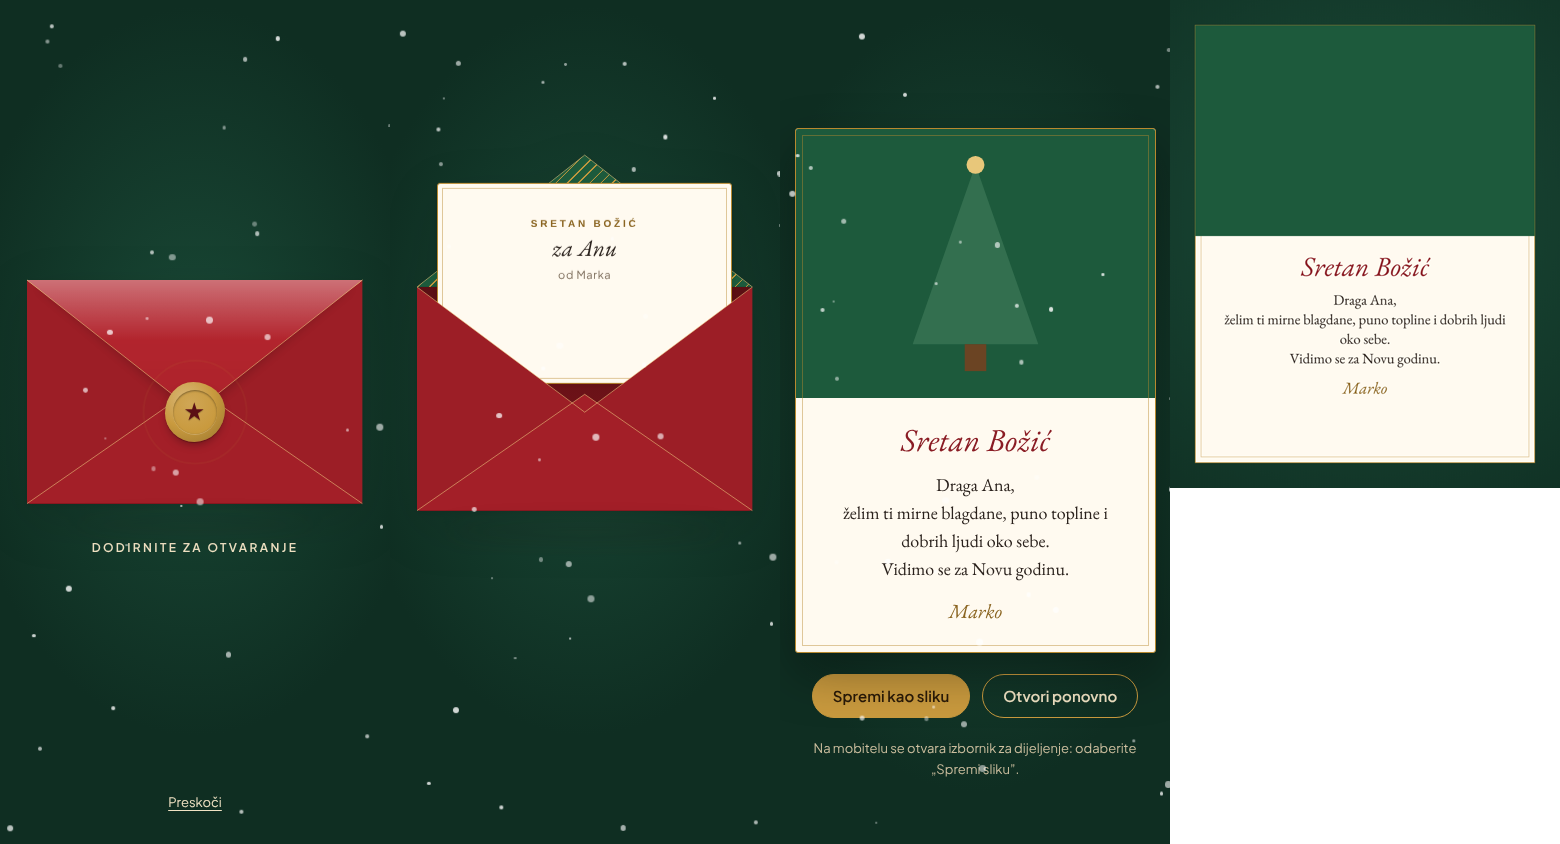 DODIRNITE ZA OTVARANJE
Preskoči
SRETAN BOŽIĆ
za Anu
od Marka
Sretan Božić
Draga Ana,
želim ti mirne blagdane, puno topline i
dobrih ljudi oko sebe.
Vidimo se za Novu godinu.
Marko
Spremi kao sliku
Otvori ponovno
Na mobitelu se otvara izbornik za dijeljenje: odaberite
„Spremi sliku”.
Sretan Božić
Draga Ana,
želim ti mirne blagdane, puno topline i dobrih ljudi
oko sebe.
Vidimo se za Novu godinu.
Marko